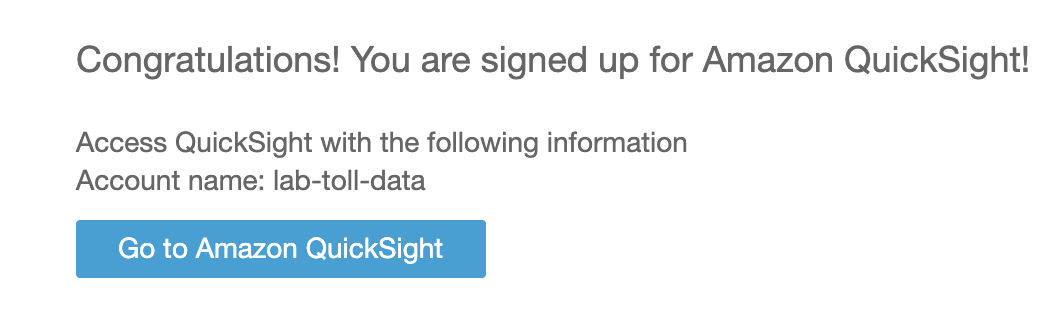 Congratulations! You are signed up for Amazon QuickSight!
Access QuickSight with the following information
Account name: lab-toll-data
Go to Amazon QuickSight